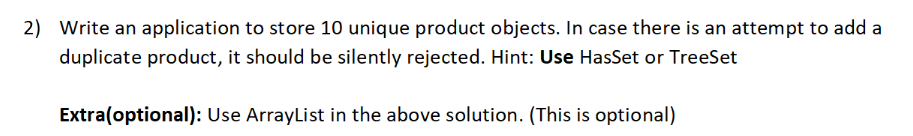 2) Write an application to store 10 unique product objects. In case there is an attempt to add a
duplicate product, it should be silently rejected. Hint: Use HasSet or TreeSet
Extra(optional): Use ArrayList in the above solution. (This is optional)